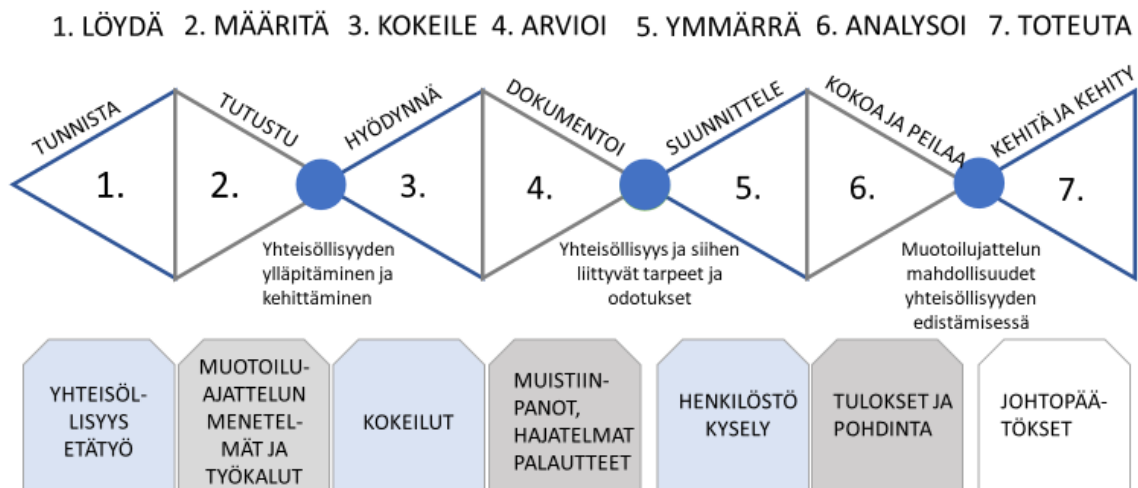 1. LÖYDÄ 2. MÄÄRITÄ 3. KOKEILE 4. ARVIOI 5. YMMÄRRÄ 6. ANALYSOI 7. TOTEUTA
TUNNISTA
TUTUSTU
HYÖDYNNÄ
DOKUMENTOI
SUUNNITTELE
KOKOA JA PEILAA
KEHITÄ JA KEHITY
1.
2.
3.
4.
5.
6.
7.
Yhteisöllisyyden
ylläpitäminen ja
kehittäminen
Yhteisöllisyys ja siihen
liittyvät tarpeet ja
odotukset
Muotoilujattelun
mahdollisuudet
yhteisöllisyyden
edistämisessä
YHTEISÖL-
LISYYS
ETÄTYÖ
MUOTOILU-
AJATTELUN
MENETEL-
MÄT JA
TYÖKALUT
KOKEILUT
MUISTIIN-
PANOT,
HAJATELMAT
PALAUTTEET
HENKILÖSTÖ
KYSELY
TULOKSET JA
POHDINTA
JOHTOPÄÄ-
TÖKSET